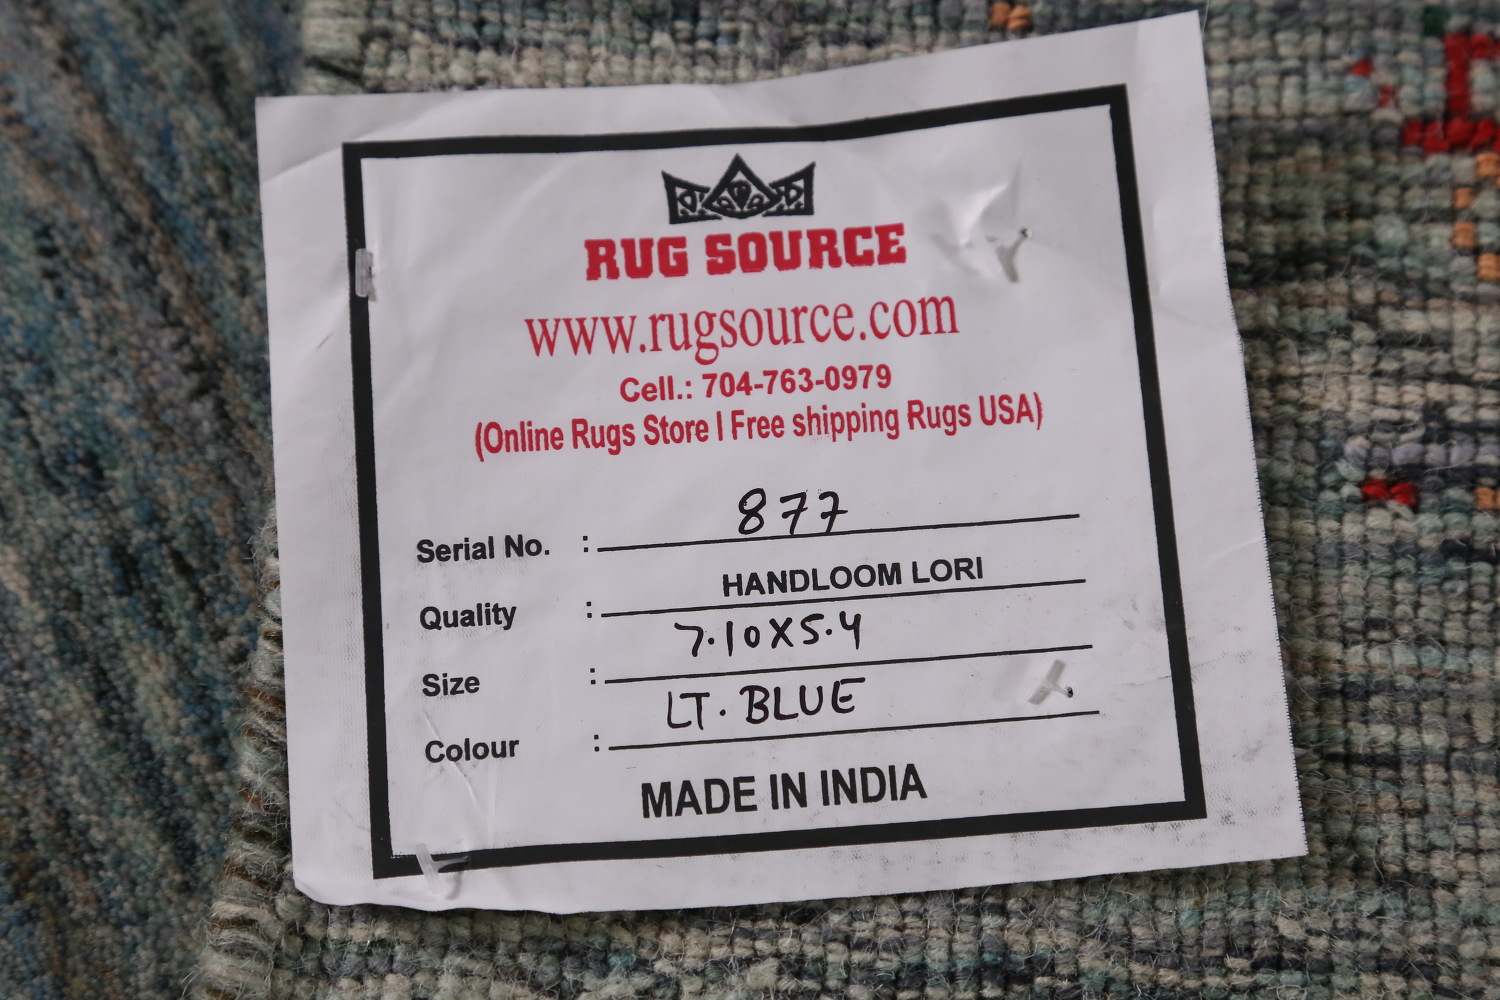 RUG SOURCE
www.rugsource.com
Cell.: 704-763-0979
(Online Rugs Store I Free shipping Rugs USA)
Serial No. : 877
Quality : HANDLOOM LORI
Size : 7.10X5.4
Colour : LT. BLUE
MADE IN INDIA